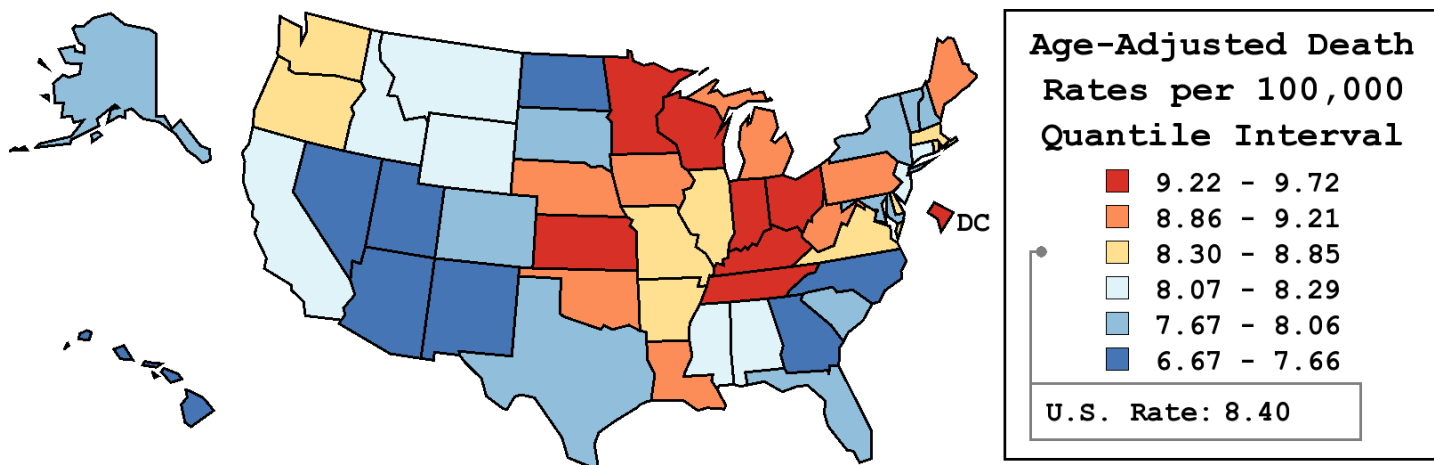 Age-Adjusted Death
Rates per 100,000
Quantile Interval
9.22 - 9.72
8.86 - 9.21
DC
8.30 - 8.85
8.07 - 8.29
7.67 - 8.06
6.67 - 7.66
U.S. Rate: 8.40